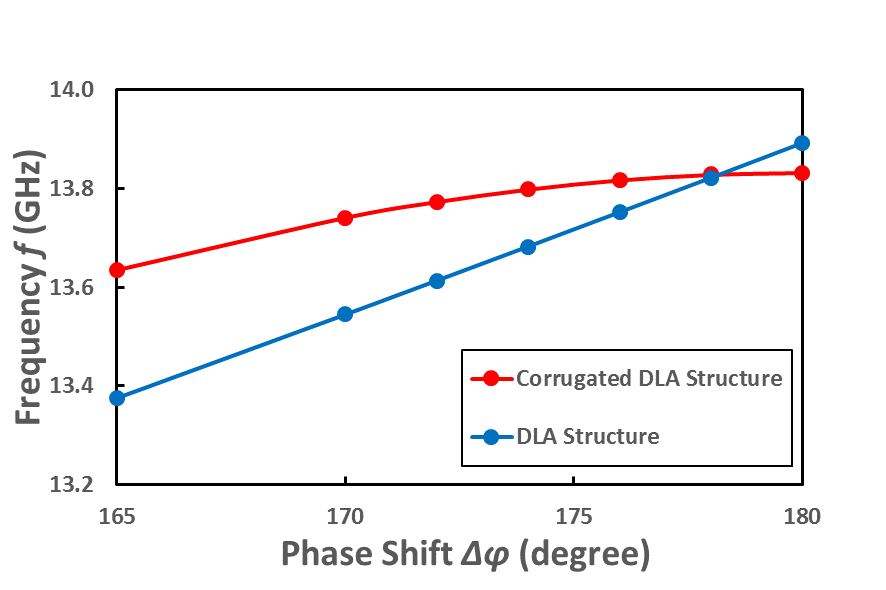 14.0
13.8
13.6
13.4
13.2
Frequency f (GHz)
Corrugated DLA Structure
DLA Structure
165
170
175
180
Phase Shift Δφ (degree)